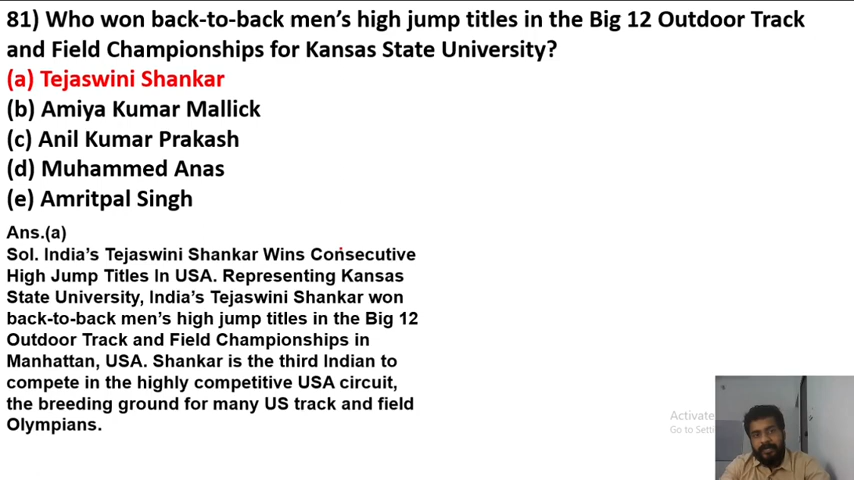 81) Who won back-to-back men’s high jump titles in the Big 12 Outdoor Track
and Field Championships for Kansas State University?
(a) Tejaswini Shankar
(b) Amiya Kumar Mallick
(c) Anil Kumar Prakash
(d) Muhammed Anas
(e) Amritpal Singh
Ans.(a)
Sol. India’s Tejaswini Shankar Wins Consecutive
High Jump Titles In USA. Representing Kansas
State University, India’s Tejaswini Shankar won
back-to-back men’s high jump titles in the Big 12
Outdoor Track and Field Championships in
Manhattan, USA. Shankar is the third Indian to
compete in the highly competitive USA circuit,
the breeding ground for many US track and field
Olympians.
Activate
Go to Setti